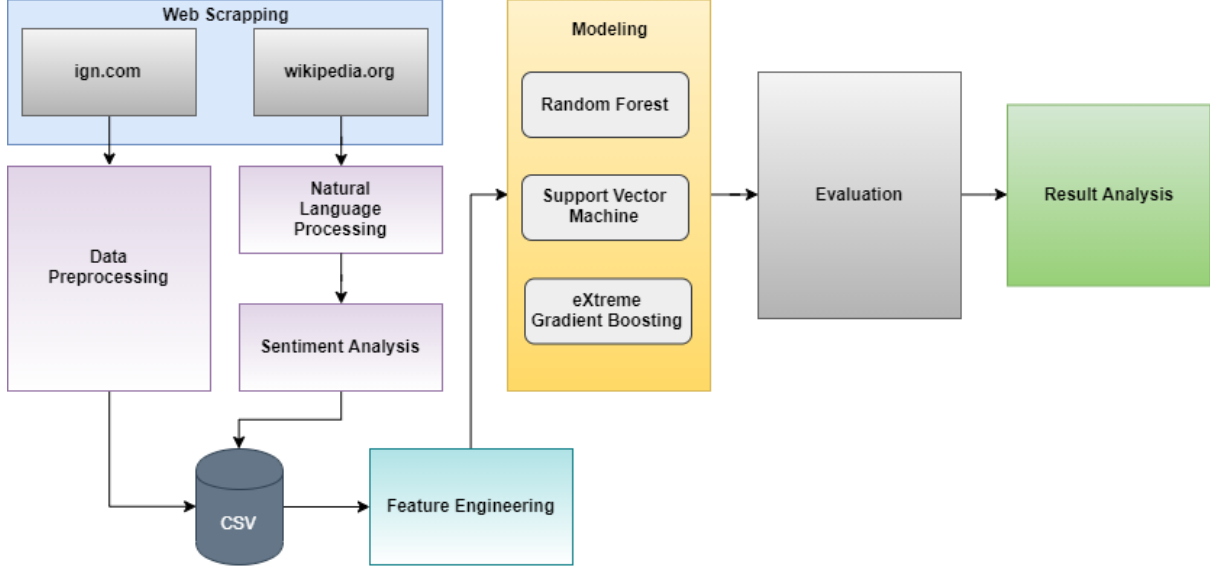 Web Scrapping
ign.com
wikipedia.org
Data
Preprocessing
Natural
Language
Processing
Sentiment Analysis
CSV
Feature Engineering
Modeling
Random Forest
Support Vector
Machine
eXtreme
Gradient Boosting
Evaluation
Result Analysis